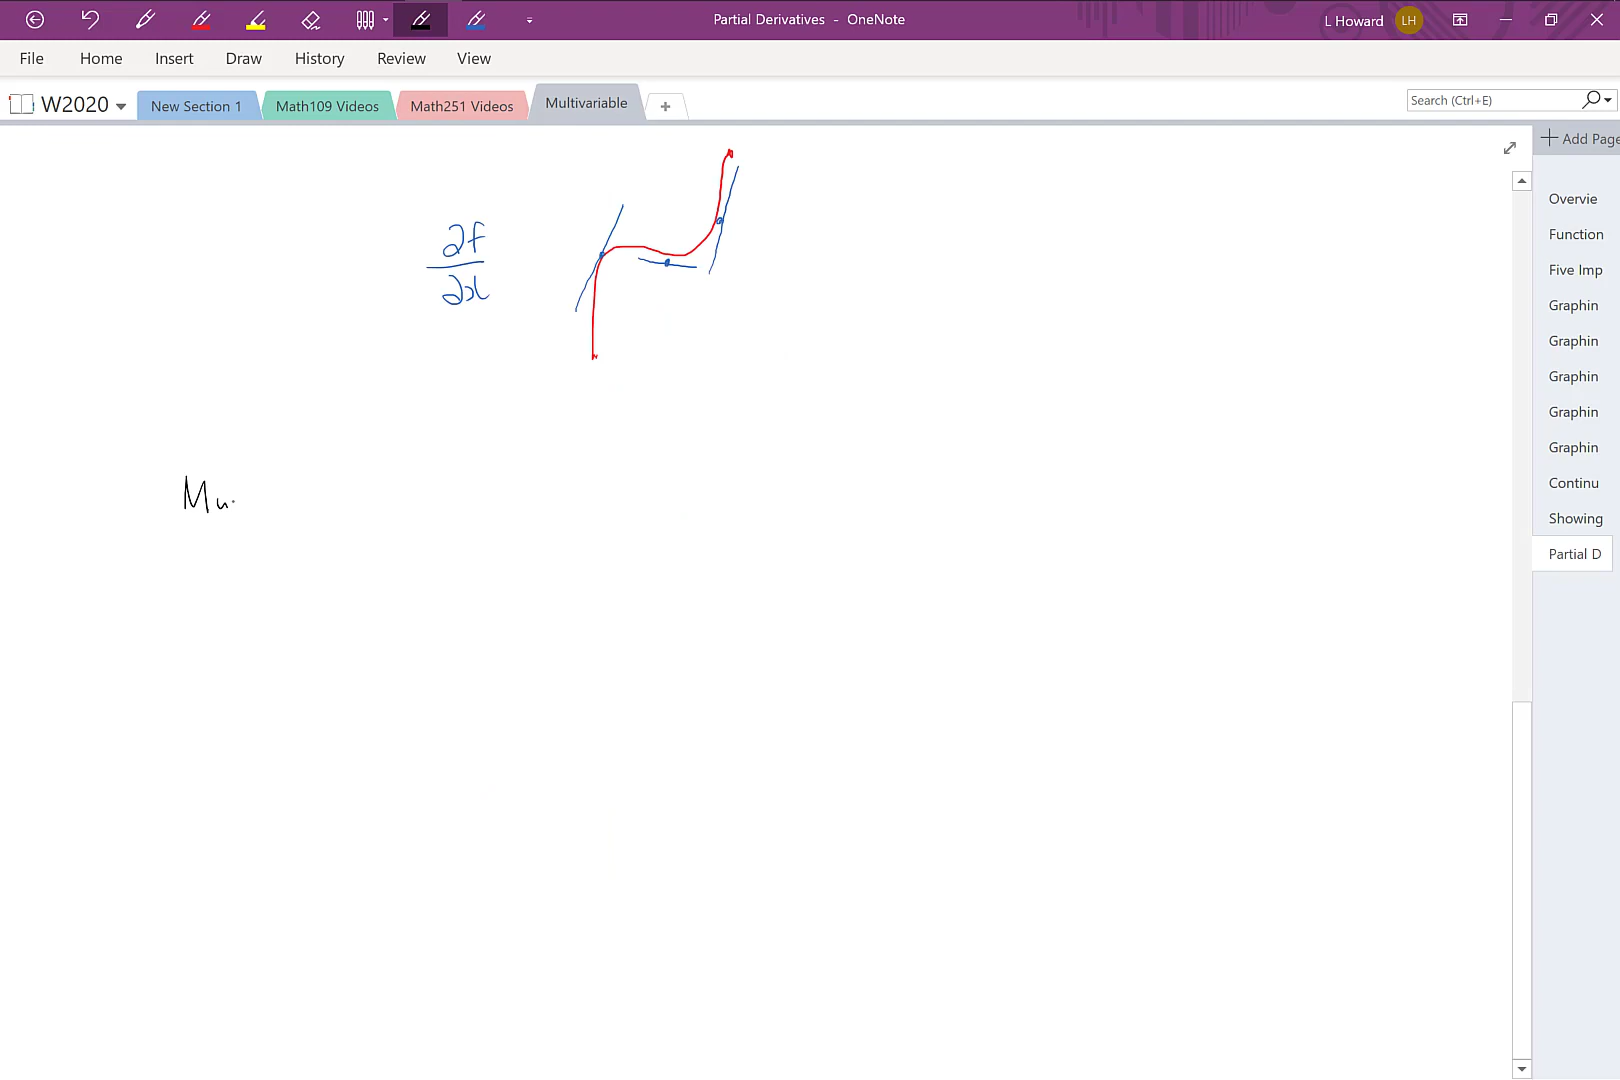 Partial Derivatives - OneNote
L Howard LH
File Home Insert Draw History Review View
W2020 New Section 1 Math109 Videos Math251 Videos Multivariable
Search (Ctrl+E)
Add Page
Overvie
Function
Five Imp
Graphin
Graphin
Graphin
Graphin
Graphin
Continu
Showing
Partial D
∂f
∂x
Mu